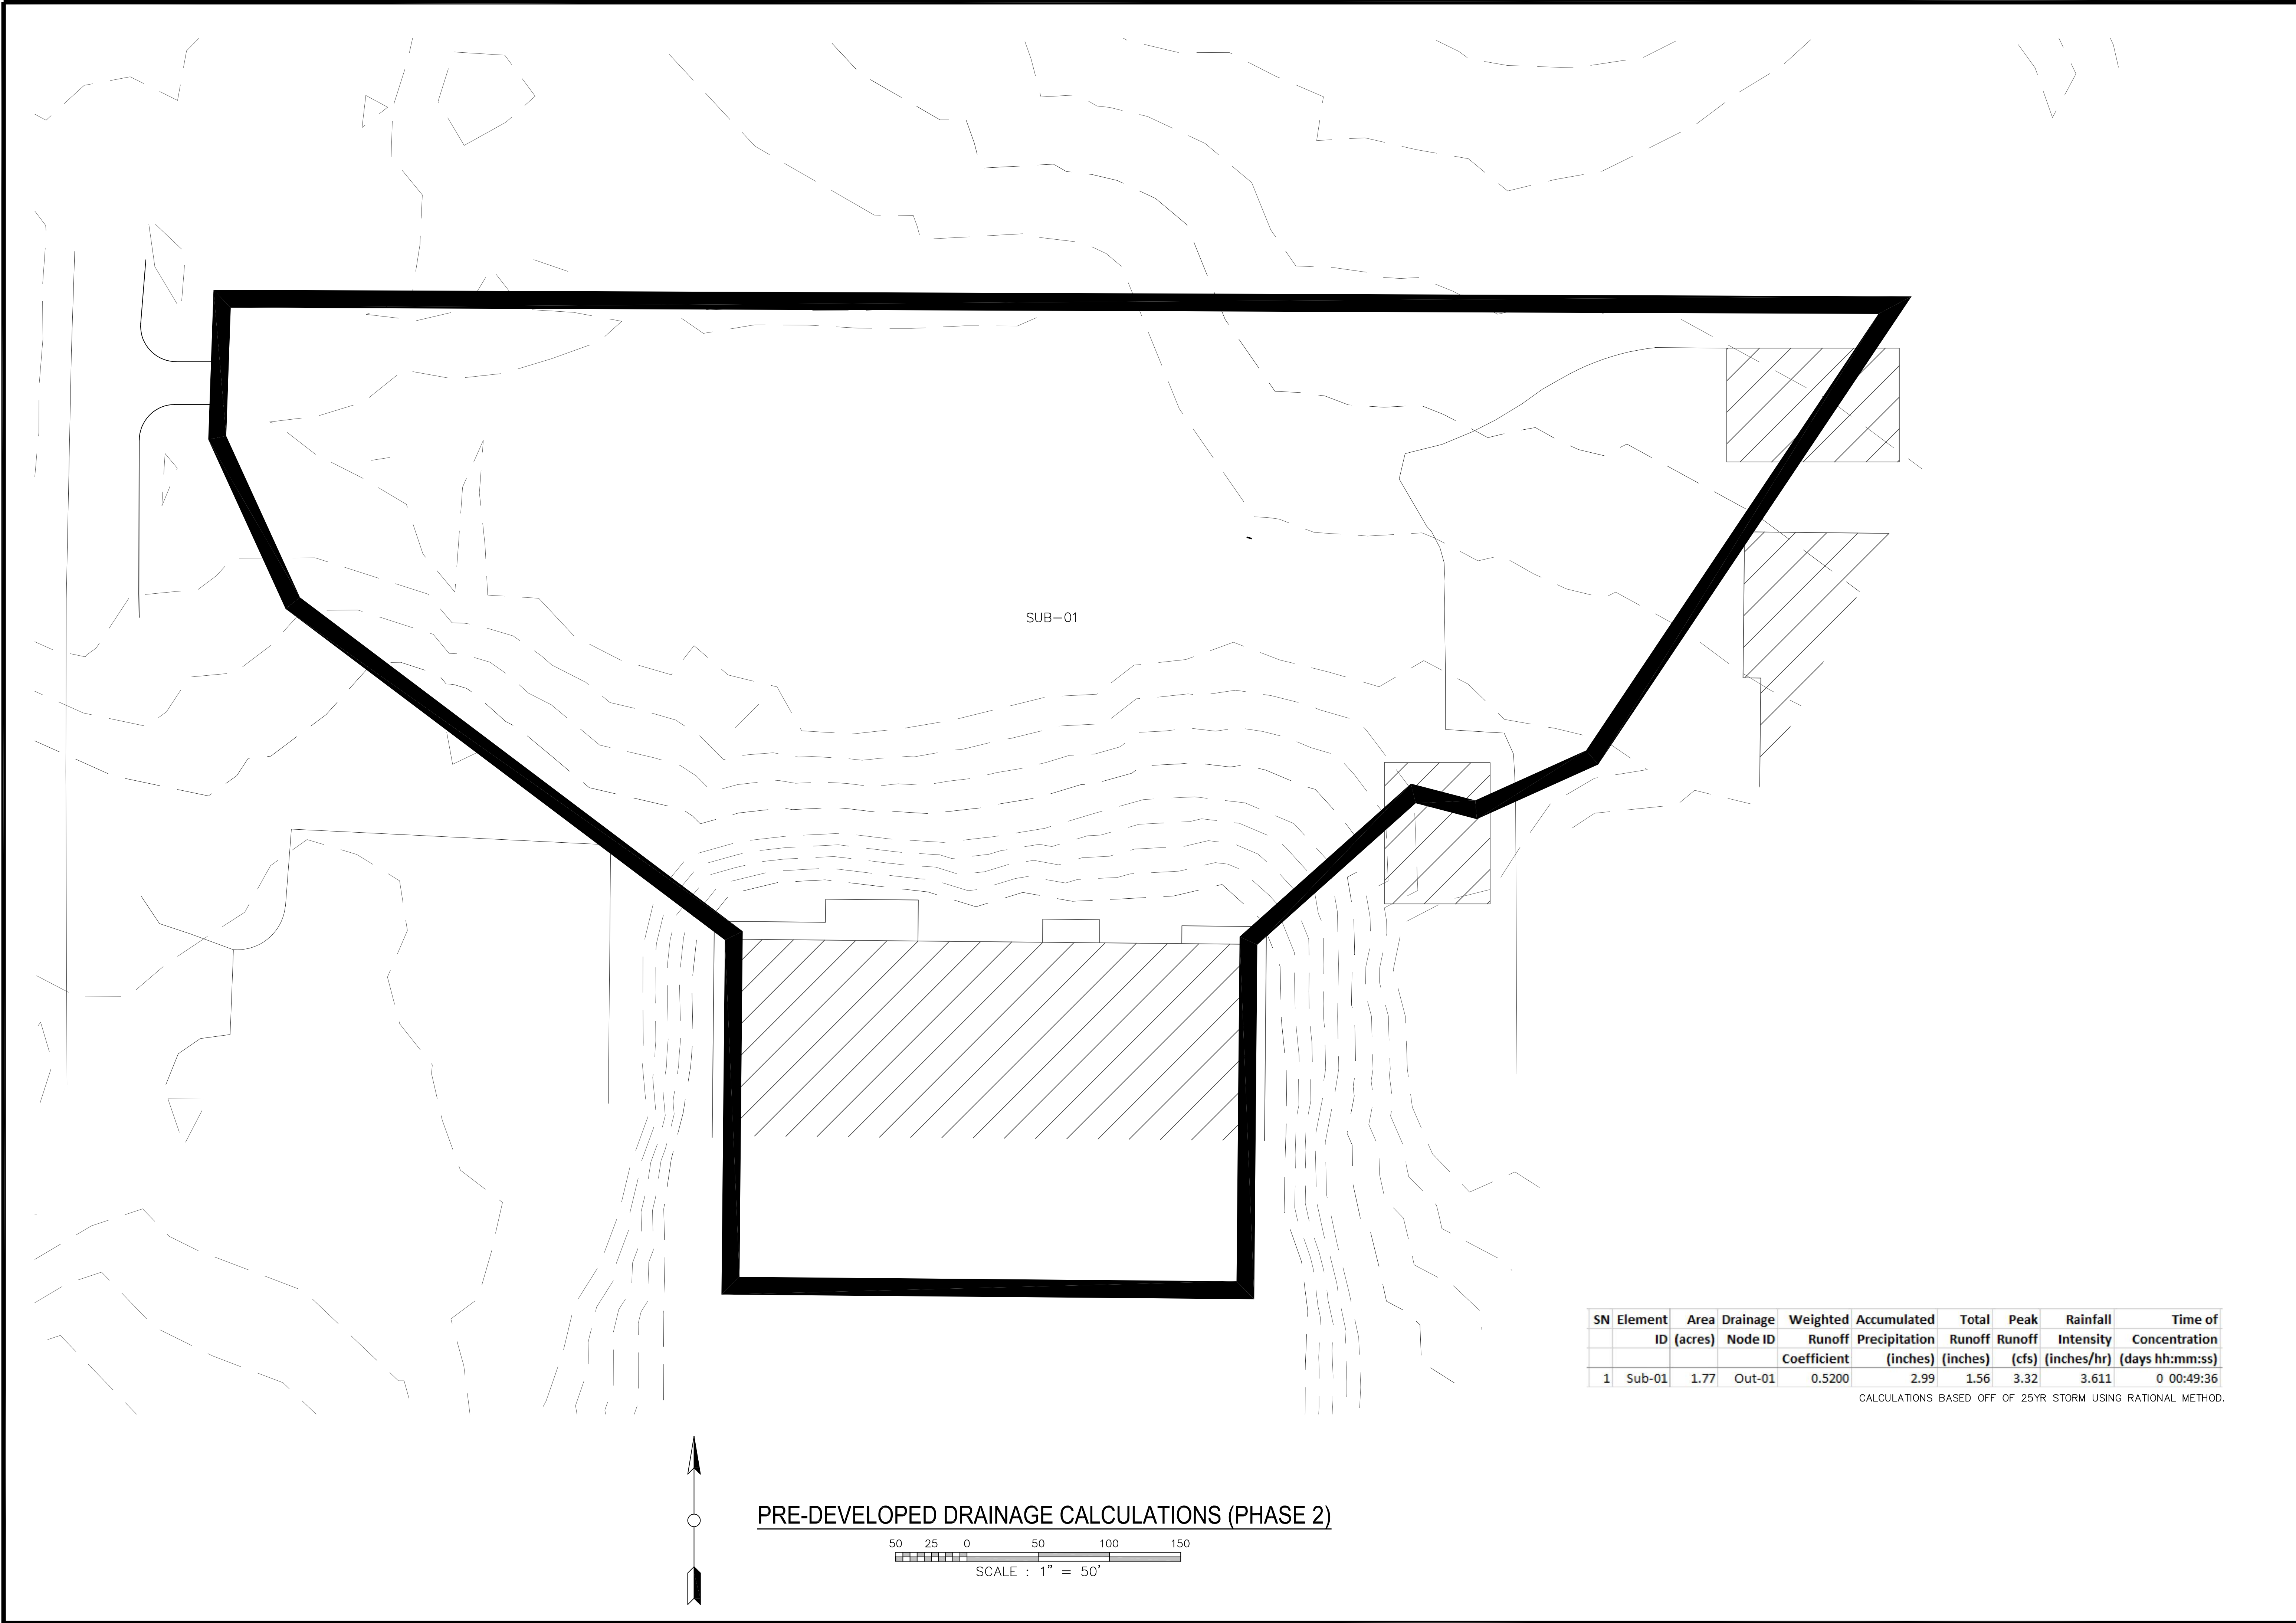 SUB-01
SN Element Area Drainage Weighted Accumulated Total Peak Rainfall Time of
ID (acres) Node ID Runoff Precipitation Runoff Runoff Intensity Concentration
Coefficient (inches) (inches) (cfs) (inches/hr) (days hh:mm:ss)
1 Sub-01 1.77 Out-01 0.5200 2.99 1.56 3.32 3.611 0 00:49:36
CALCULATIONS BASED OFF OF 25YR STORM USING RATIONAL METHOD.
PRE-DEVELOPED DRAINAGE CALCULATIONS (PHASE 2)
50 25 0 50 100 150
SCALE : 1" = 50'